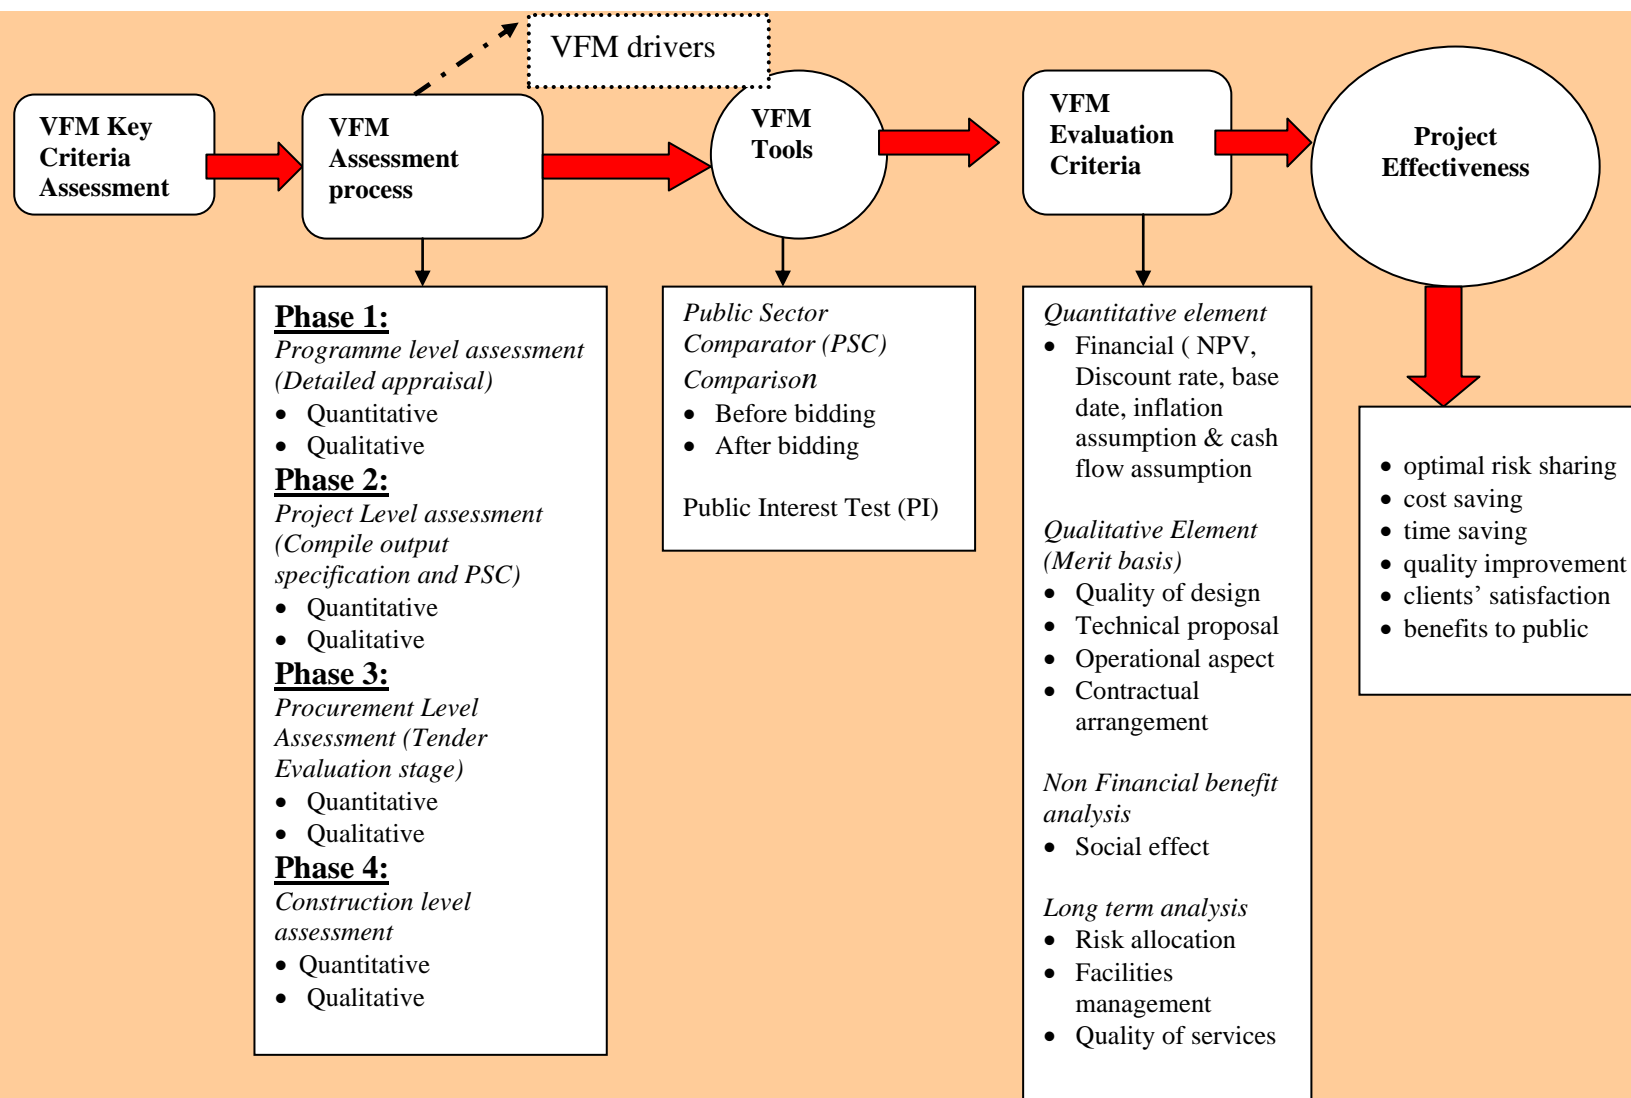 VFM drivers
VFM Key
Criteria
Assessment
VFM
Assessment
process
VFM
Tools
VFM
Evaluation
Criteria
Project
Effectiveness
Phase 1:
Programme level assessment
(Detailed appraisal)
• Quantitative
• Qualitative
Phase 2:
Project Level assessment
(Compile output
specification and PSC)
• Quantitative
• Qualitative
Phase 3:
Procurement Level
Assessment (Tender
Evaluation stage)
• Quantitative
• Qualitative
Phase 4:
Construction level
assessment
• Quantitative
• Qualitative
Public Sector
Comparator (PSC)
Comparison
• Before bidding
• After bidding
Public Interest Test (PI)
Quantitative element
• Financial ( NPV,
Discount rate, base
date, inflation
assumption & cash
flow assumption
Qualitative Element
(Merit basis)
• Quality of design
• Technical proposal
• Operational aspect
• Contractual
arrangement
Non Financial benefit
analysis
• Social effect
Long term analysis
• Risk allocation
• Facilities
management
• Quality of services
• optimal risk sharing
• cost saving
• time saving
• quality improvement
• clients’ satisfaction
• benefits to public